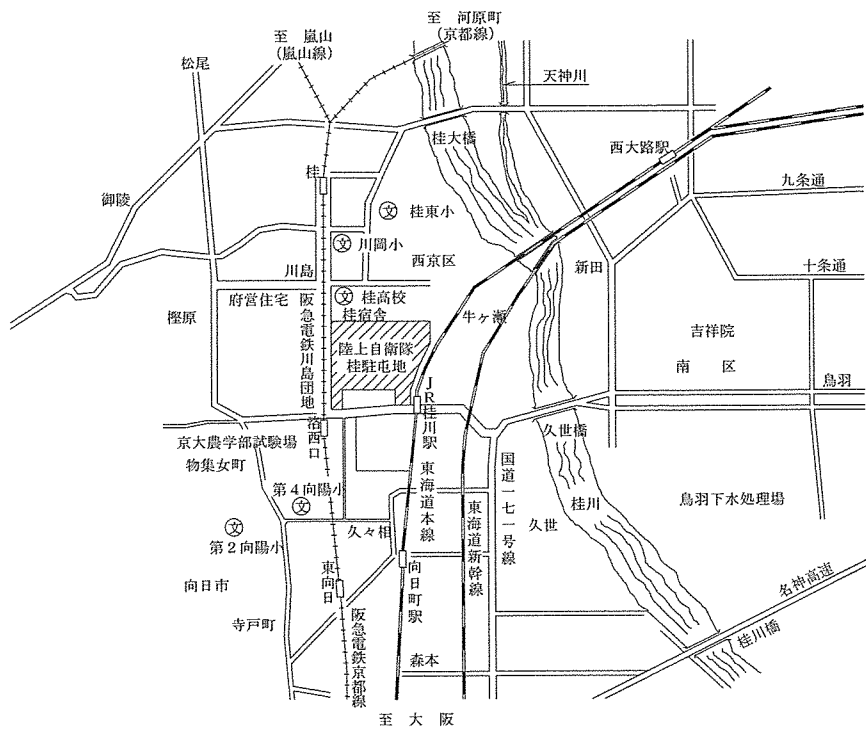 至　河原町
(京都線)
至　嵐山
(嵐山線)
松尾
天神川
桂大橋
西大路駅
桂
九条通
御陵
文 桂東小
文 川岡小
西京区
新田
川島
十条通
府営住宅
文 桂高校
桂宿舎
樫原
阪急電鉄川島団地
牛ヶ瀬
吉祥院
陸上自衛隊
桂駐屯地
南　区
鳥羽
JR桂川駅
洛西口
久世橋
京大農学部試験場
物集女町
東海道本線
国道一七一号線
桂川
鳥羽下水処理場
第4向陽小
文
東海道新幹線
久世
文
第2向陽小
久々相
向日市
東向日
向日町駅
名神高速
寺戸町
阪急電鉄京都線
桂川橋
森本
至　大　阪